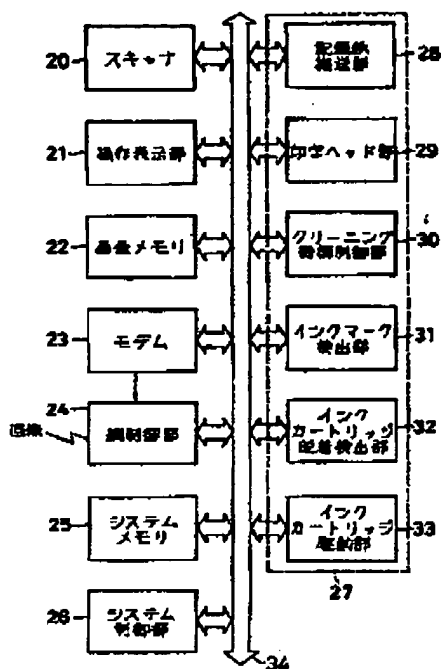 20
スキャナ
21
操作表示部
22
画像メモリ
23
モデム
24
網制御部
回線
25
システム
メモリ
26
システム
制御部
記録紙
搬送部
28
印字ヘッド部
29
クリーニング
機構制御部
30
インクマーク
検出部
31
インク
カートリッジ
脱着検出部
32
インク
カートリッジ
駆動部
33
27
34